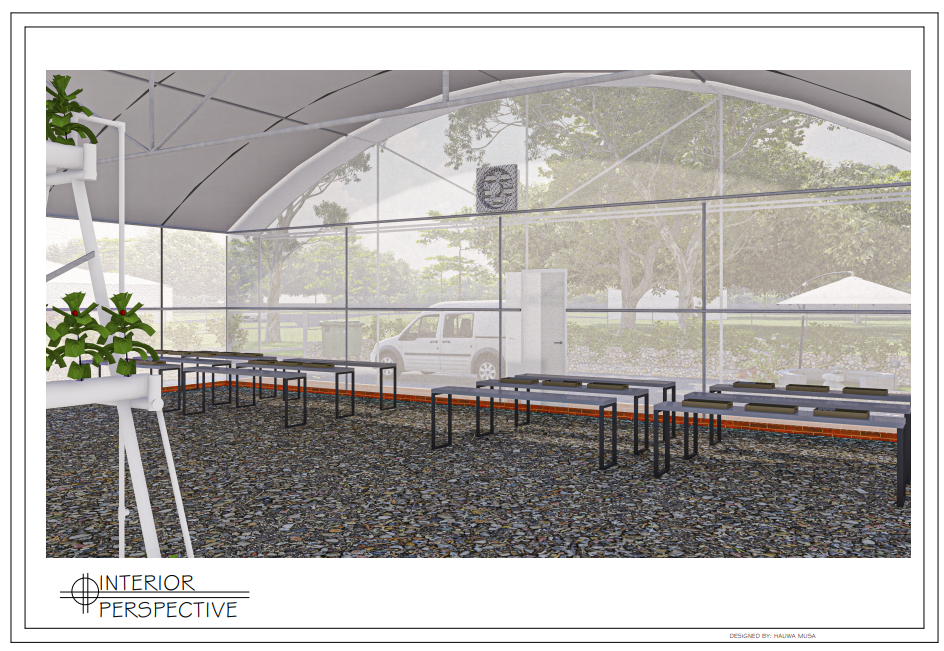 INTERIOR
PERSPECTIVE
DESIGNED BY: HAUWA MUSA